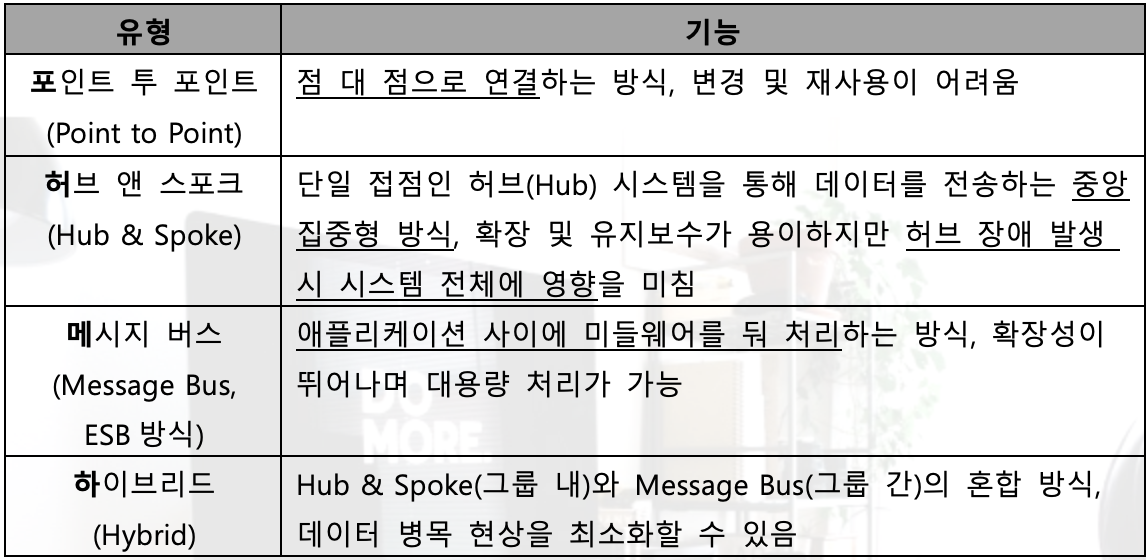 유형
기능
포인트 투 포인트
(Point to Point)
점 대 점으로 연결하는 방식, 변경 및 재사용이 어려움
허브 앤 스포크
(Hub & Spoke)
단일 접점인 허브(Hub) 시스템을 통해 데이터를 전송하는 중앙
집중형 방식, 확장 및 유지보수가 용이하지만 허브 장애 발생
시 시스템 전체에 영향을 미침
메시지 버스
(Message Bus,
ESB 방식)
애플리케이션 사이에 미들웨어를 둬 처리하는 방식, 확장성이
뛰어나며 대용량 처리가 가능
하이브리드
(Hybrid)
Hub & Spoke(그룹 내)와 Message Bus(그룹 간)의 혼합 방식,
데이터 병목 현상을 최소화할 수 있음
DO
MORE